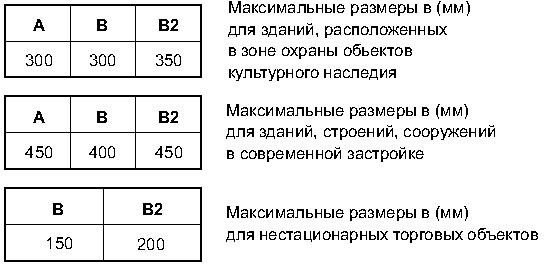 A B B2
300 300 350
Максимальные размеры в (мм)
для зданий, расположенных
в зоне охраны обьектов
культурного наследия
A B B2
450 400 450
Максимальные размеры в (мм)
для зданий, строений, сооружений
в современной застройке
B B2
150 200
Максимальные размеры в (мм)
для нестационарных торговых объектов